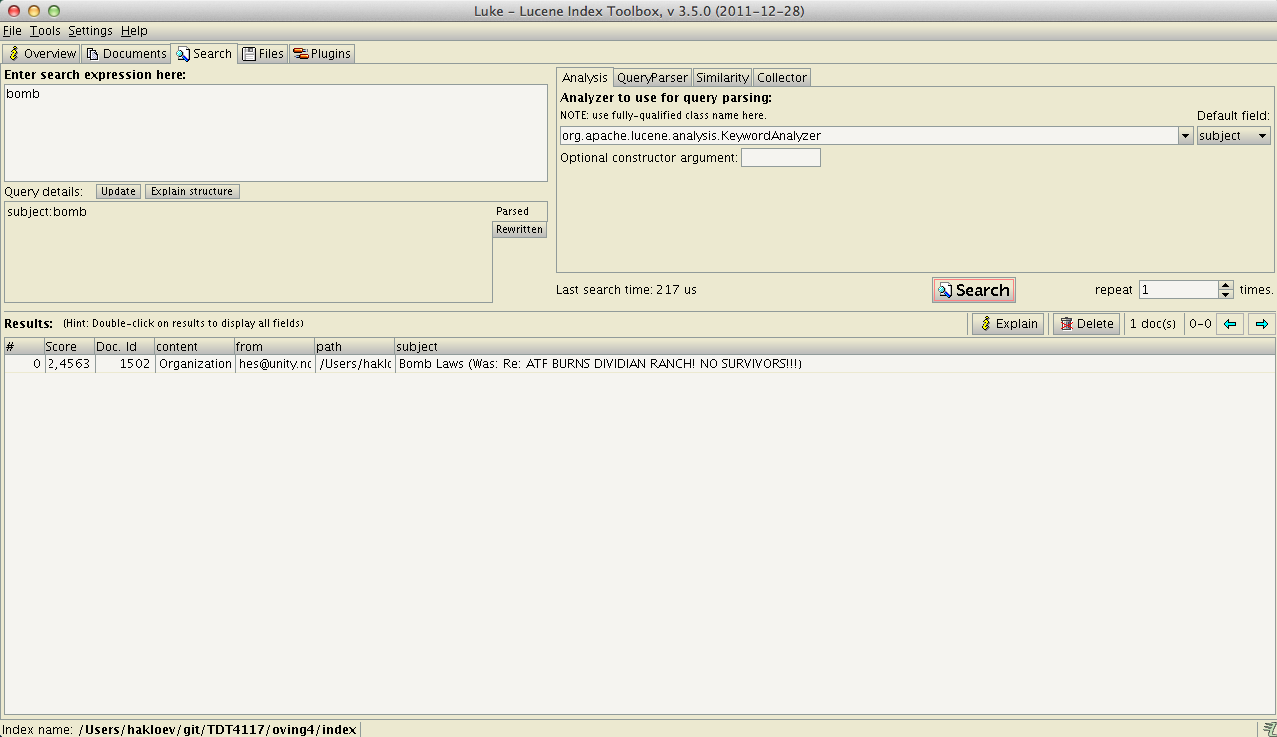 Luke – Lucene Index Toolbox, v 3.5.0 (2011-12-28)
File Tools Settings Help
Overview Documents Search Files Plugins
Enter search expression here:
bomb
Query details: Update Explain structure
subject:bomb
Parsed
Rewritten
Analysis QueryParser Similarity Collector
Analyzer to use for query parsing:
NOTE: use fully-qualified class name here.
Default field:
org.apache.lucene.analysis.KeywordAnalyzer subject
Optional constructor argument:
Last search time: 217 us Search repeat 1 times.
Results: (Hint: Double-click on results to display all fields) Explain Delete 1 doc(s) 0-0
# Score Doc. Id content from path subject
0 2,4563 1502 Organization hes@unity.nc /Users/haklc Bomb Laws (Was: Re: ATF BURNS DIVIDIAN RANCH! NO SURVIVORS!!!)
Index name: /Users/hakloev/git/TDT4117/oving4/index